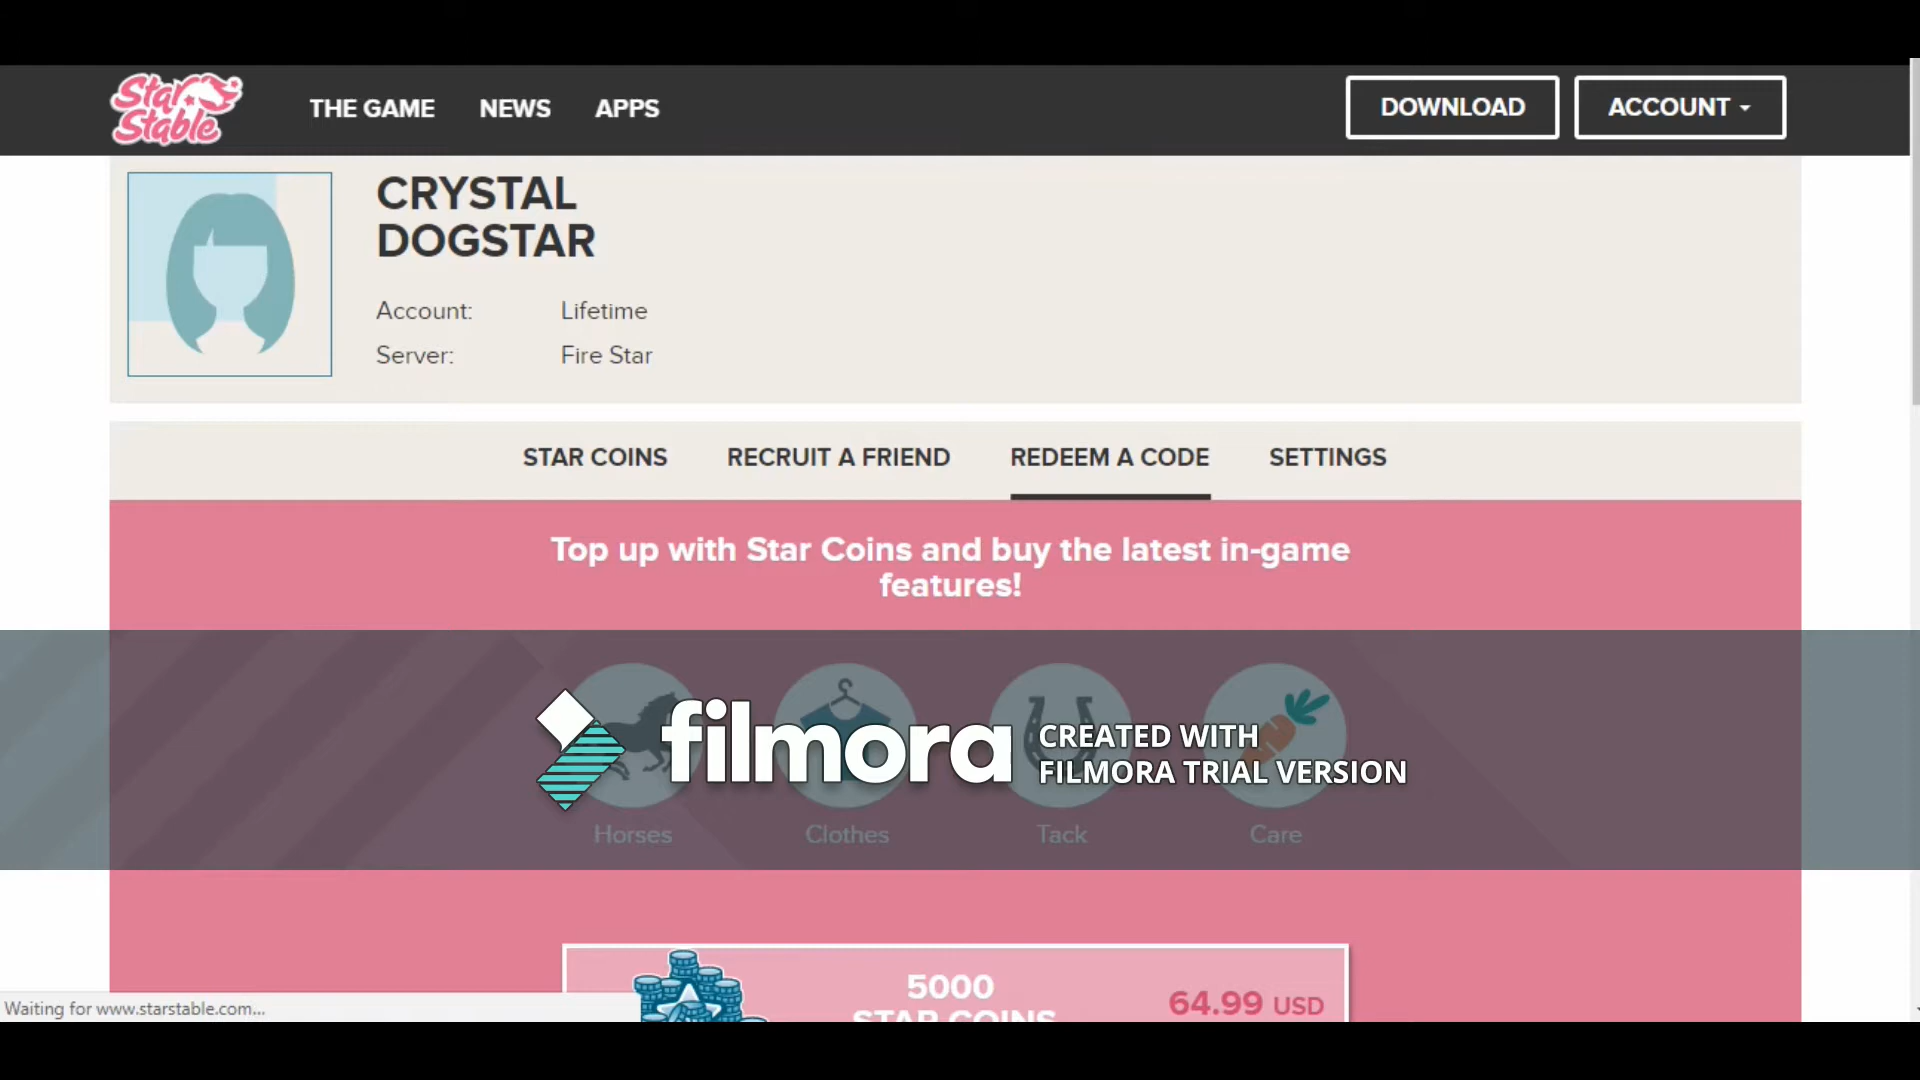 Star
Stable
THE GAME
NEWS
APPS
DOWNLOAD
ACCOUNT
CRYSTAL
DOGSTAR
Account: Lifetime
Server: Fire Star
STAR COINS
RECRUIT A FRIEND
REDEEM A CODE
SETTINGS
Top up with Star Coins and buy the latest in-game
features!
filmora
CREATED WITH
FILMORA TRIAL VERSION
Horses
Clothes
Tack
Care
5000
STAR COINS
64.99 USD
Waiting for www.starstable.com...